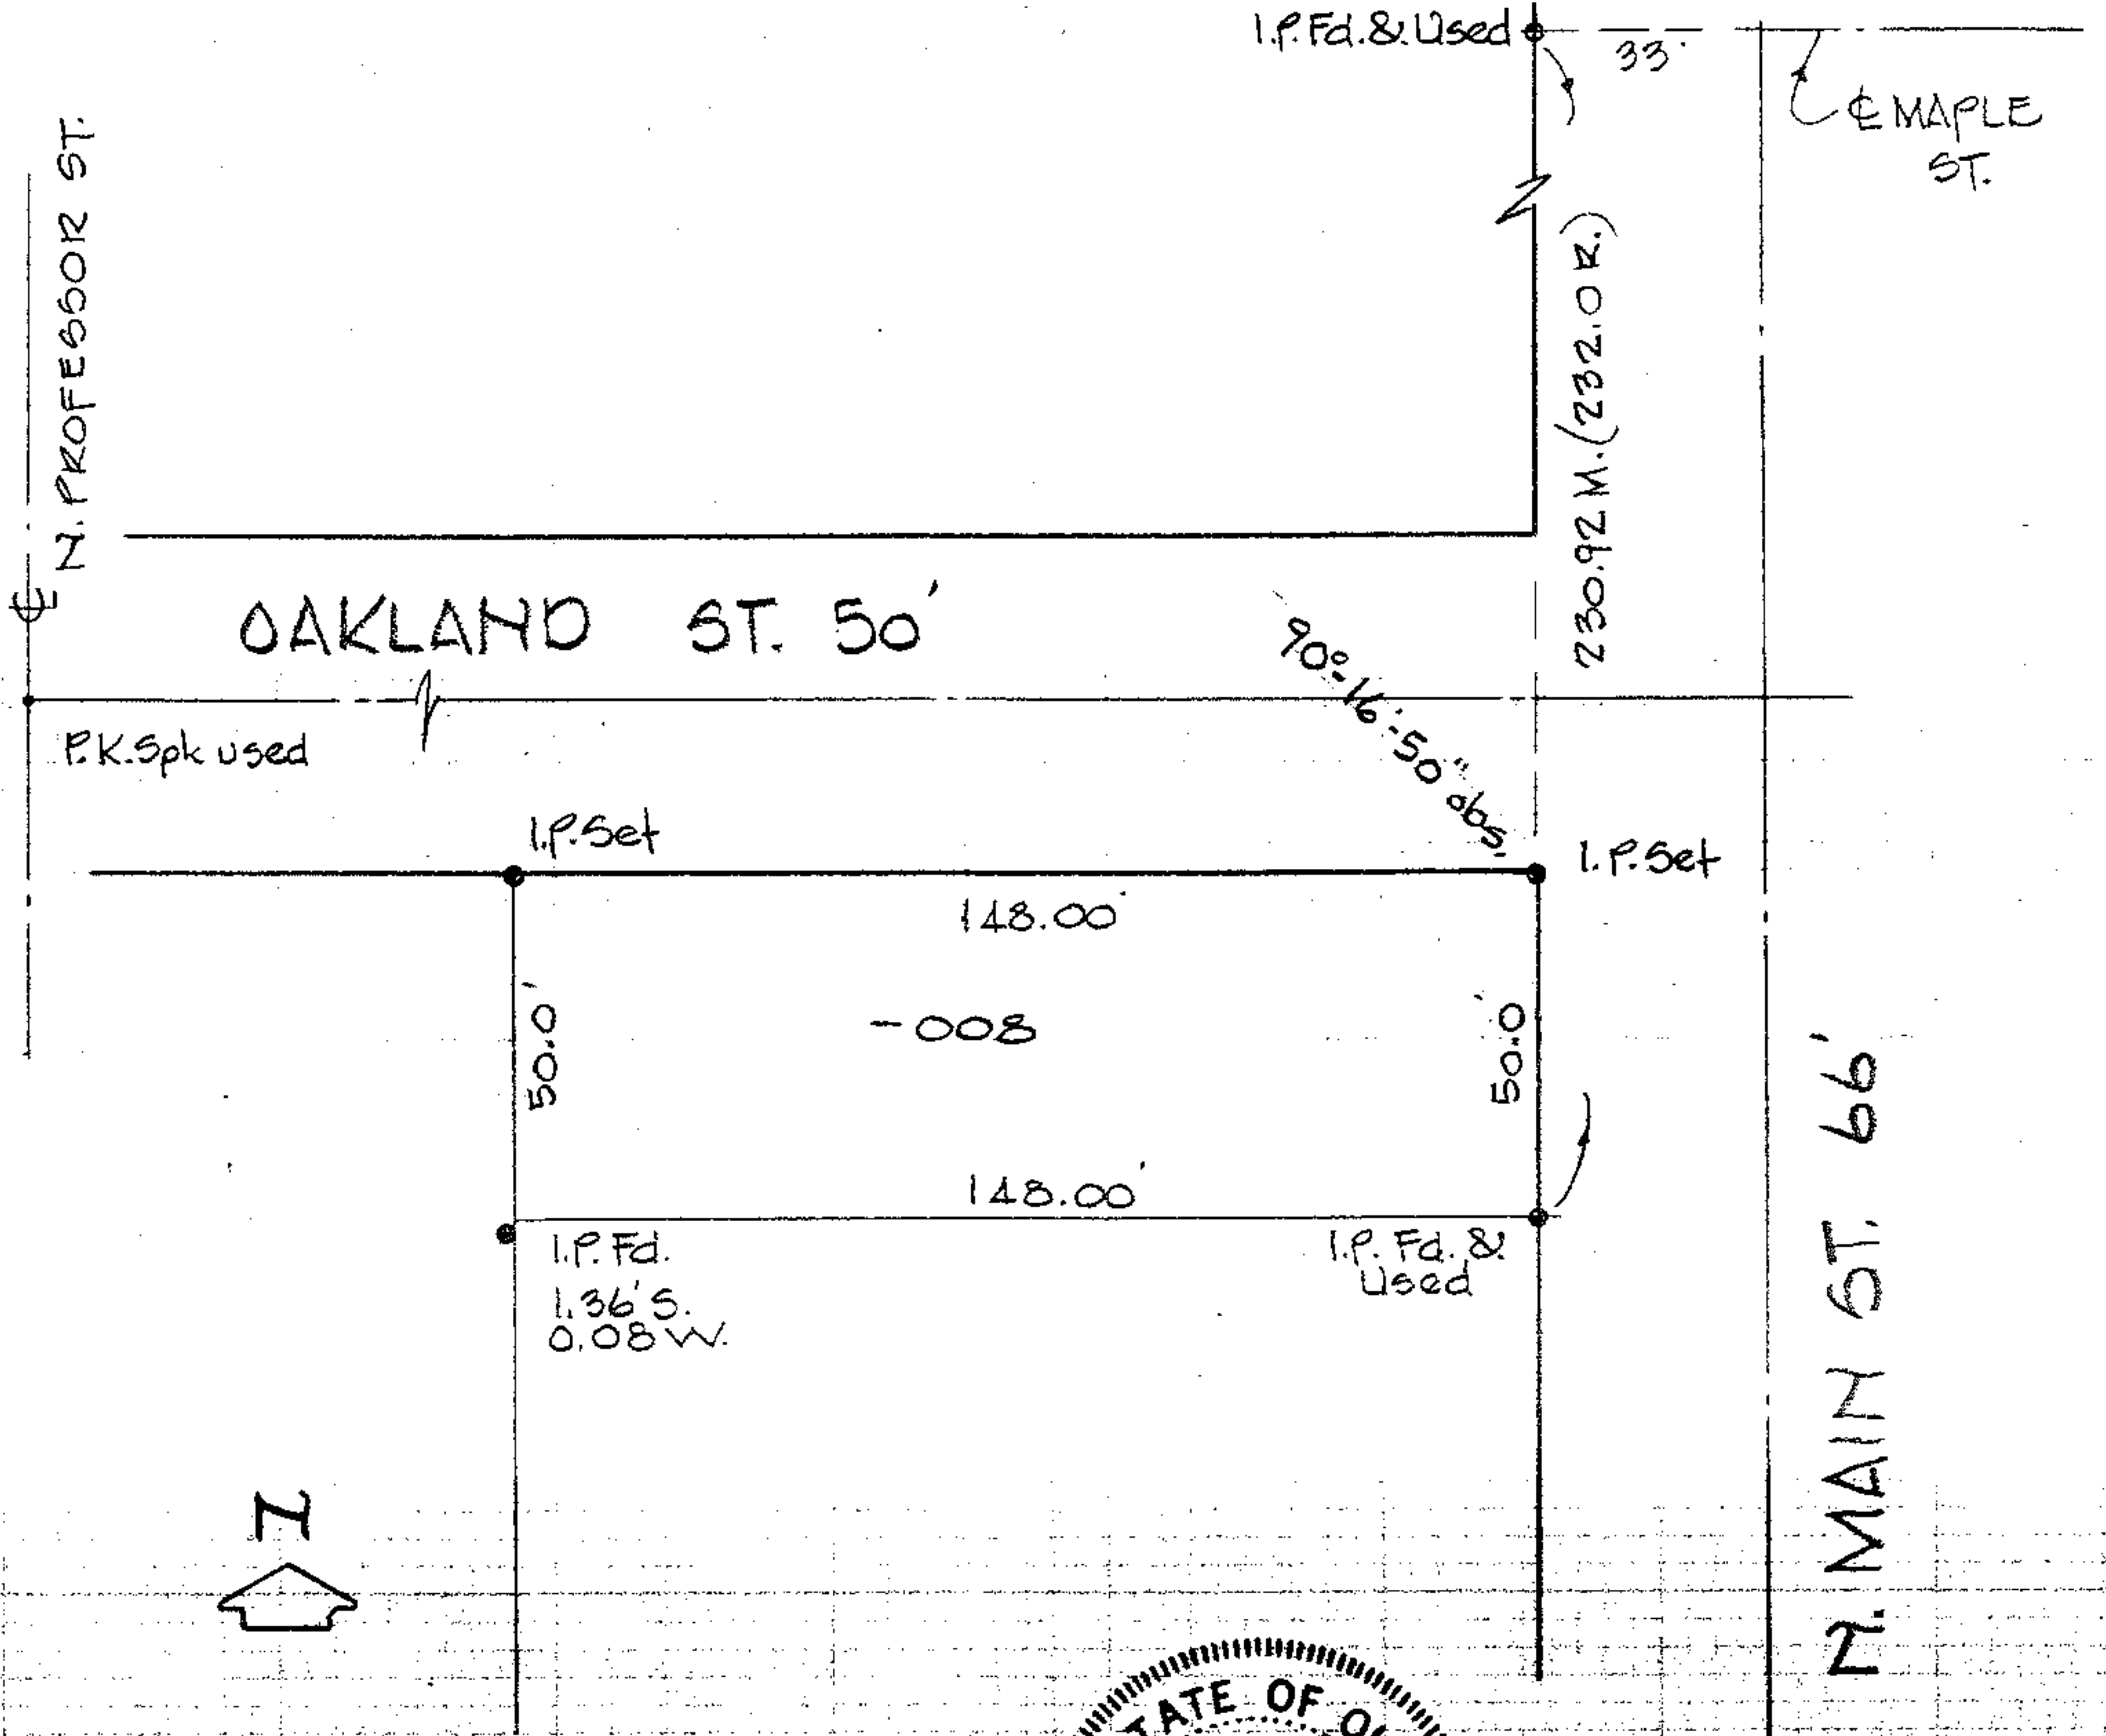 I.P. Fd. & Used
33'
℄ MAPLE
ST.
N. PROFESSOR ST.
℄
230.92 M. (232.0 R.)
OAKLAND ST. 50'
90°-16'-50" obs.
P.K. Spk used
I.P. Set
I.P. Set
148.00'
50.0'
-008
50.0'
148.00'
I.P. Fd.
1.36' S.
0.08 W.
I.P. Fd. &
Used
N. MAIN ST. 66'
N
STATE OF